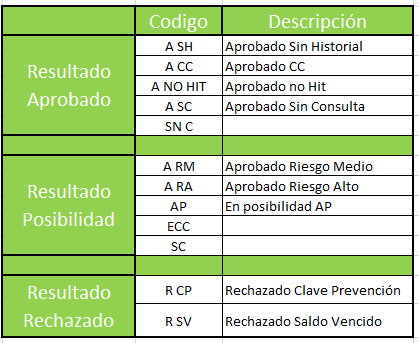 Codigo Descripción
Resultado Aprobado
A SH Aprobado Sin Historial
A CC Aprobado CC
A NO HIT Aprobado no Hit
A SC Aprobado Sin Consulta
SN C
Resultado Posibilidad
A RM Aprobado Riesgo Medio
A RA Aprobado Riesgo Alto
AP En posibilidad AP
ECC
SC
Resultado Rechazado
R CP Rechazado Clave Prevención
R SV Rechazado Saldo Vencido